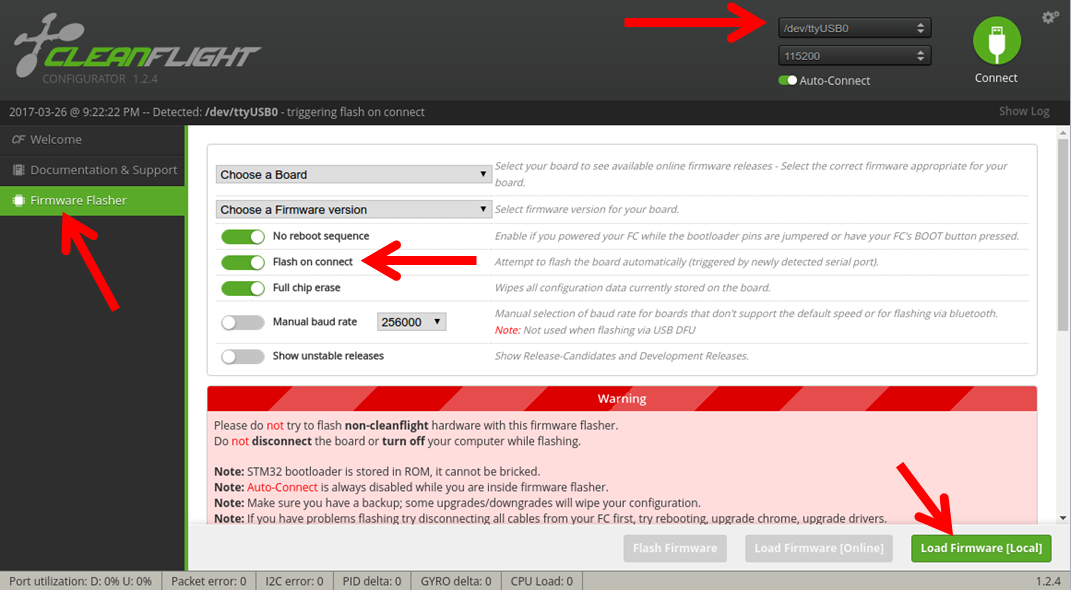 CLEANFLIGHT
CONFIGURATOR 1.2.4
/dev/ttyUSB0
115200
Auto-Connect
Connect
2017-03-26 @ 9:22:22 PM -- Detected: /dev/ttyUSB0 - triggering flash on connect
Show Log
CF Welcome
Documentation & Support
Firmware Flasher
Choose a Board
Select your board to see available online firmware releases - Select the correct firmware appropriate for your
board.
Choose a Firmware version
Select firmware version for your board.
No reboot sequence
Enable if you powered your FC while the bootloader pins are jumpered or have your FC's BOOT button pressed.
Flash on connect
Attempt to flash the board automatically (triggered by newly detected serial port).
Full chip erase
Wipes all configuration data currently stored on the board.
Manual baud rate
256000
Manual selection of baud rate for boards that don't support the default speed or for flashing via bluetooth.
Note: Not used when flashing via USB DFU
Show unstable releases
Show Release-Candidates and Development Releases.
Warning
Please do not try to flash non-cleanflight hardware with this firmware flasher.
Do not disconnect the board or turn off your computer while flashing.
Note: STM32 bootloader is stored in ROM, it cannot be bricked.
Note: Auto-Connect is always disabled while you are inside firmware flasher.
Note: Make sure you have a backup; some upgrades/downgrades will wipe your configuration.
Note: If you have problems flashing try disconnecting all cables from your FC first, try rebooting, upgrade chrome, upgrade drivers.
Flash Firmware
Load Firmware [Online]
Load Firmware [Local]
Port utilization: D: 0% U: 0%
Packet error: 0
I2C error: 0
PID delta: 0
GYRO delta: 0
CPU Load: 0
1.2.4